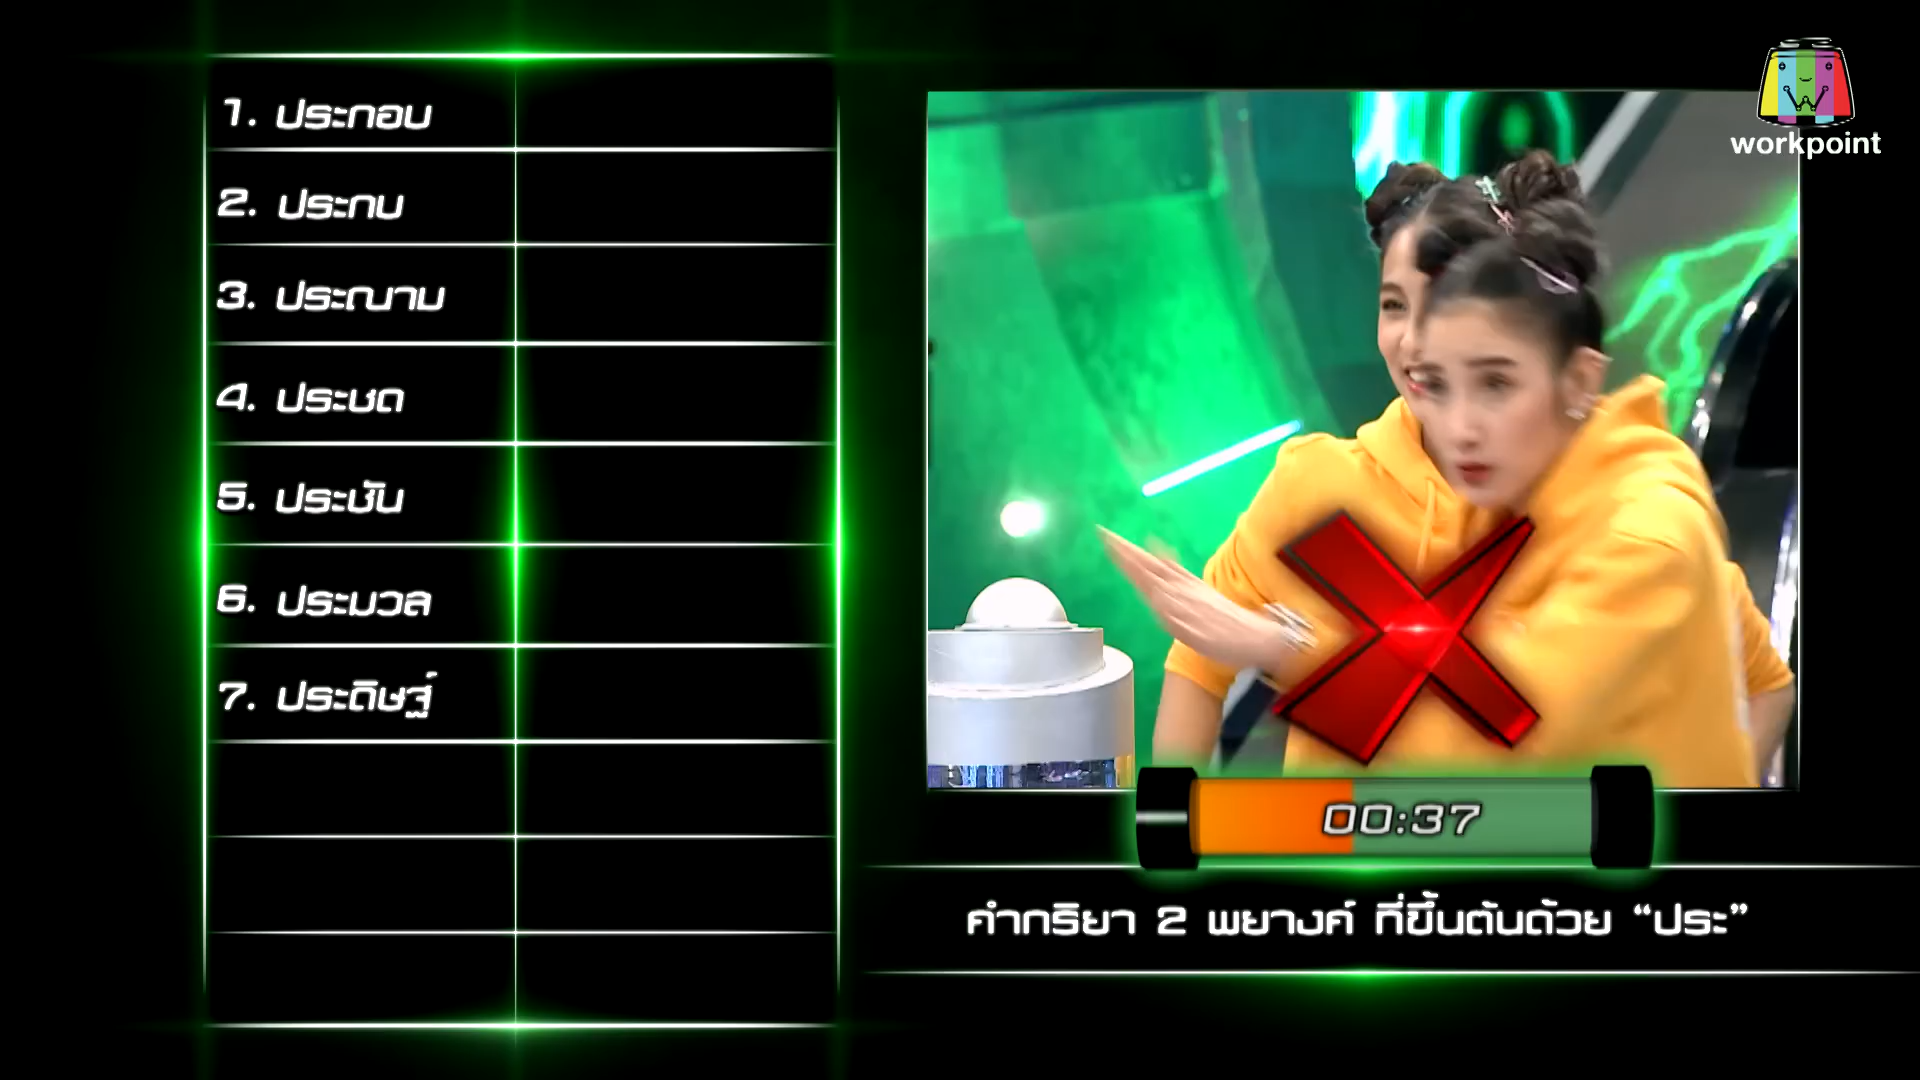 1. ประกอบ
2. ประกบ
3. ประณาม
4. ประชด
5. ประชัน
6. ประมวล
7. ประดิษฐ์
workpoint
00:37
คำกริยา 2 พยางค์ ที่ขึ้นต้นด้วย “ประ”